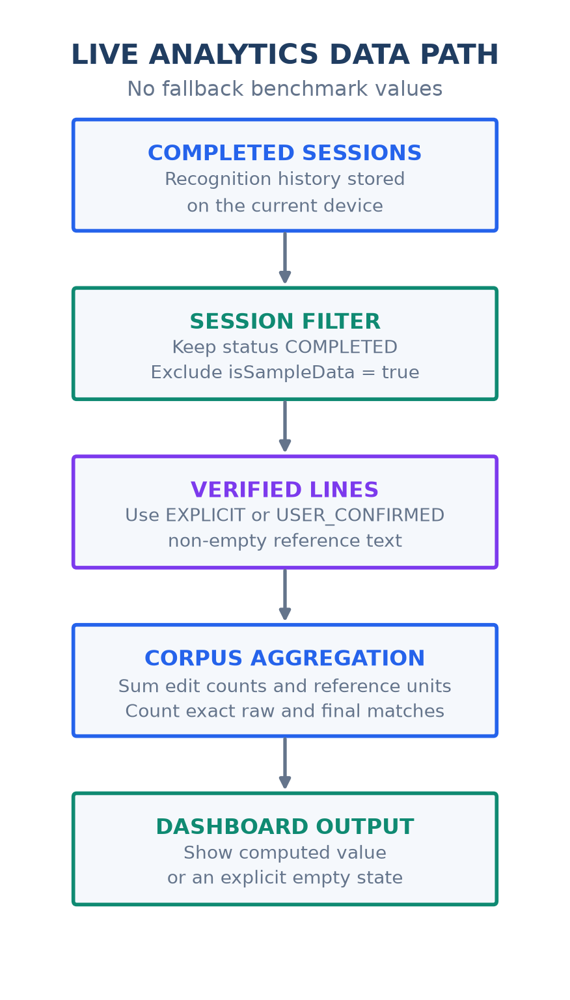 LIVE ANALYTICS DATA PATH
No fallback benchmark values
COMPLETED SESSIONS
Recognition history stored
on the current device
SESSION FILTER
Keep status COMPLETED
Exclude isSampleData = true
VERIFIED LINES
Use EXPLICIT or USER_CONFIRMED
non-empty reference text
CORPUS AGGREGATION
Sum edit counts and reference units
Count exact raw and final matches
DASHBOARD OUTPUT
Show computed value
or an explicit empty state